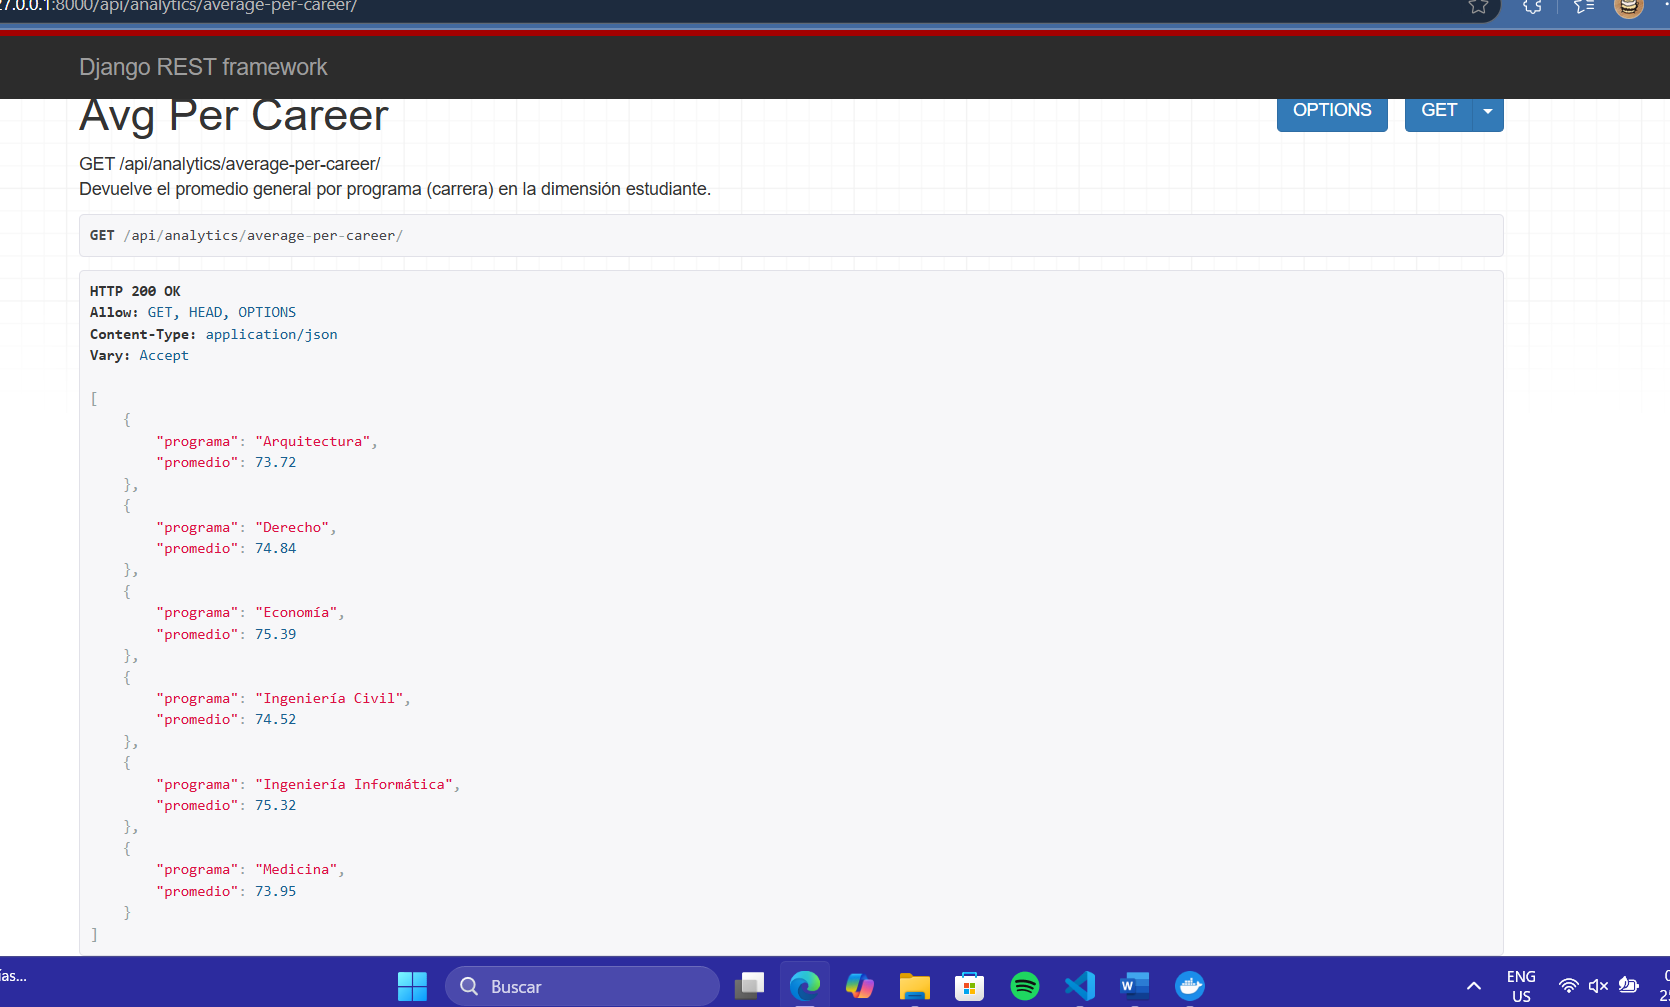 27.0.0.1:8000/api/analytics/average-per-career/
Django REST framework
Avg Per Career
OPTIONS
GET
GET /api/analytics/average-per-career/
Devuelve el promedio general por programa (carrera) en la dimensión estudiante.
GET /api/analytics/average-per-career/
HTTP 200 OK
Allow: GET, HEAD, OPTIONS
Content-Type: application/json
Vary: Accept
[
    {
        "programa": "Arquitectura",
        "promedio": 73.72
    },
    {
        "programa": "Derecho",
        "promedio": 74.84
    },
    {
        "programa": "Economía",
        "promedio": 75.39
    },
    {
        "programa": "Ingeniería Civil",
        "promedio": 74.52
    },
    {
        "programa": "Ingeniería Informática",
        "promedio": 75.32
    },
    {
        "programa": "Medicina",
        "promedio": 73.95
    }
]
ías...
Buscar
W
ENG
US